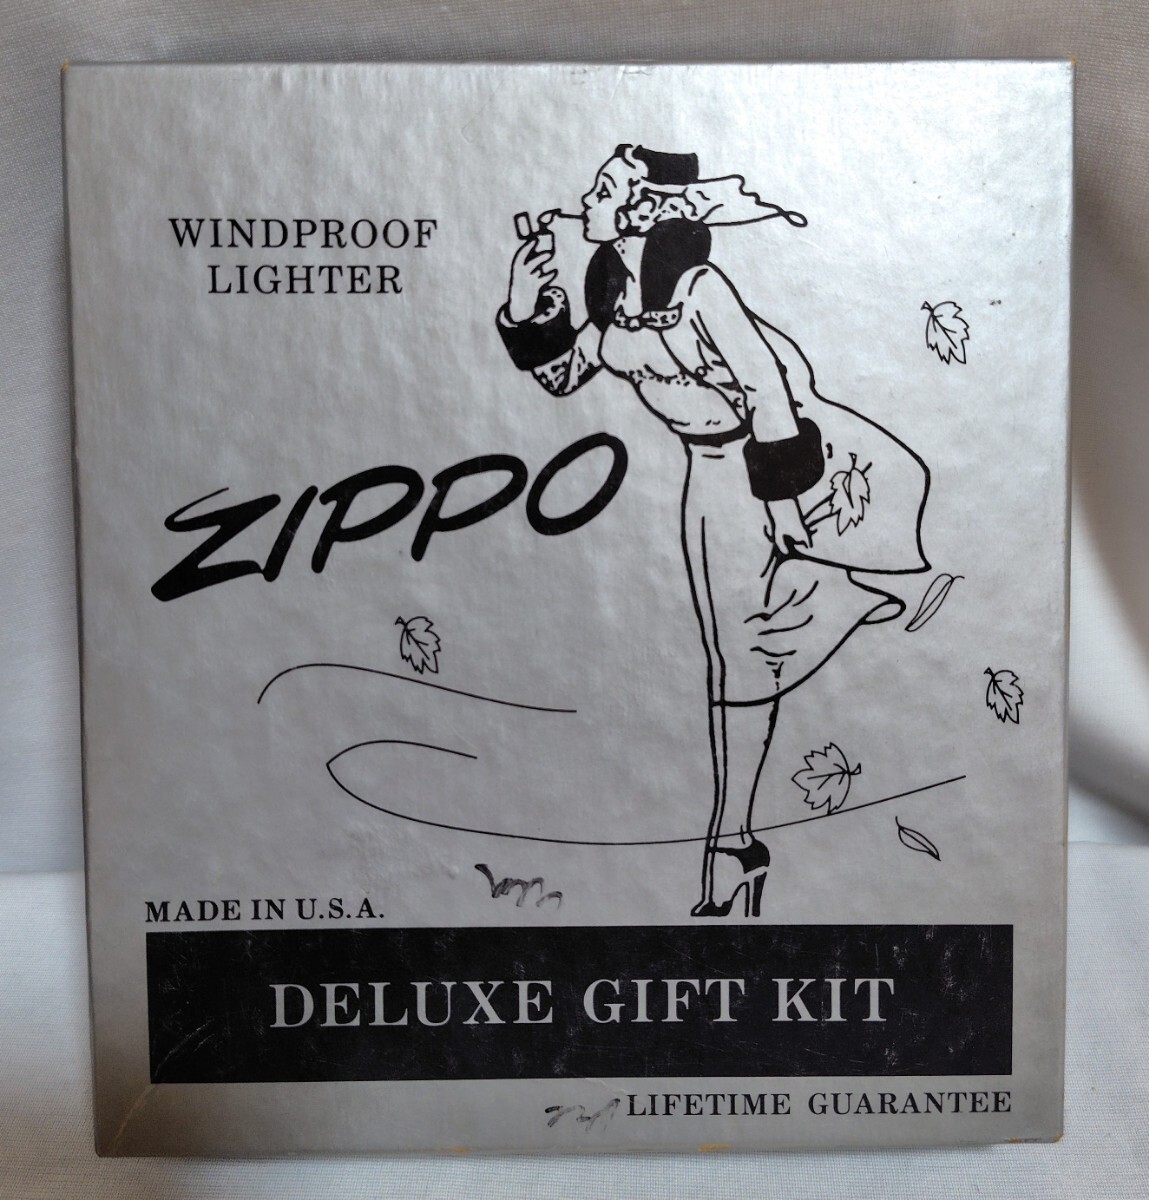 WINDPROOF
LIGHTER
ZIPPO
MADE IN U.S.A.
DELUXE GIFT KIT
LIFETIME GUARANTEE